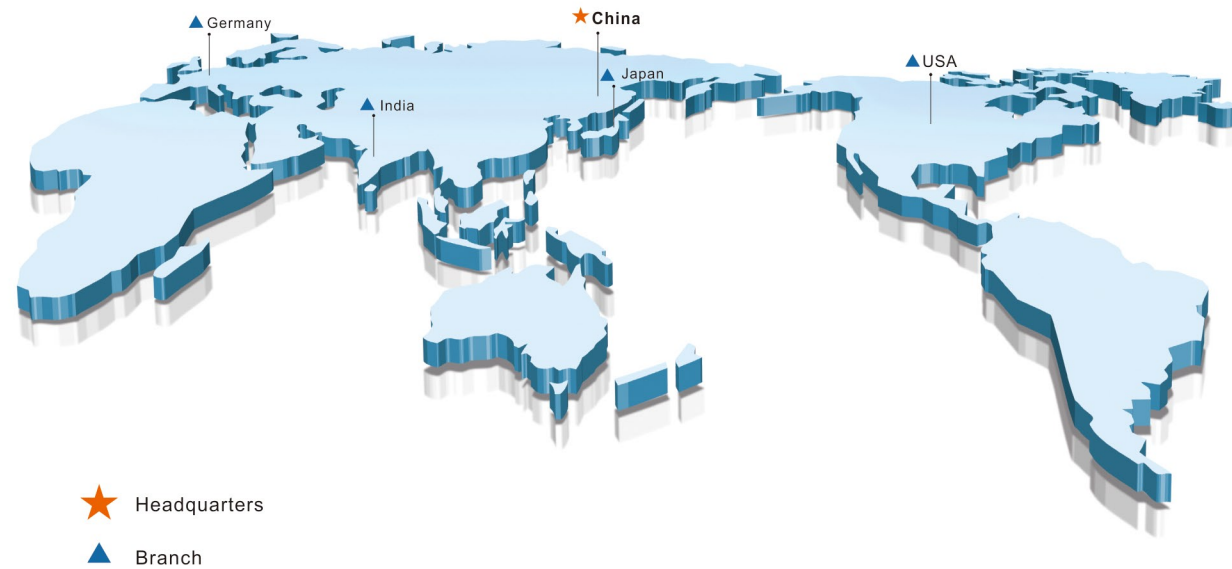 Germany
China
Japan
USA
India
Headquarters
Branch